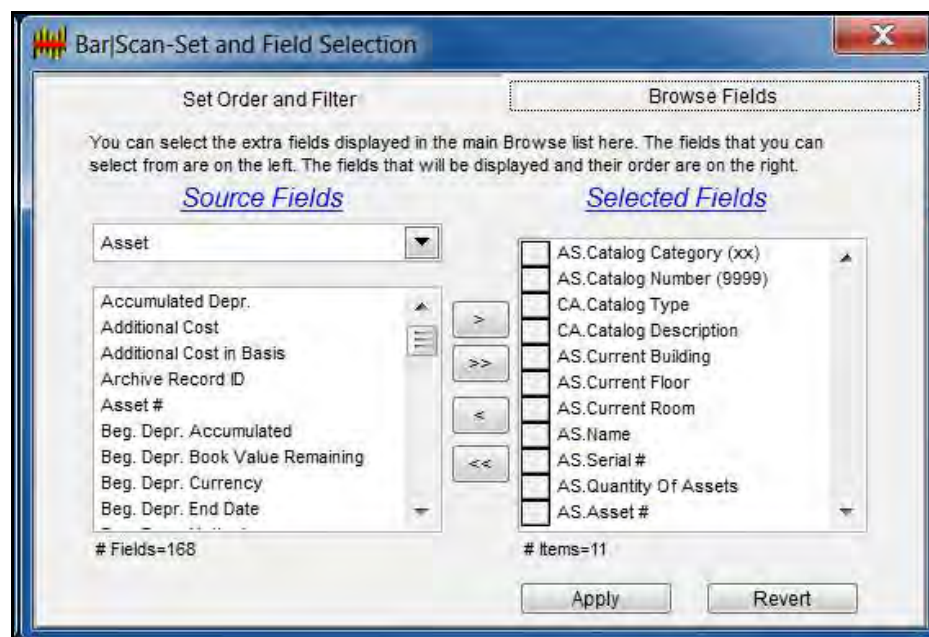 Bar|Scan-Set and Field Selection
Set Order and Filter
Browse Fields
You can select the extra fields displayed in the main Browse list here. The fields that you can
select from are on the left. The fields that will be displayed and their order are on the right.
Source Fields
Asset
Accumulated Depr.
Additional Cost
Additional Cost in Basis
Archive Record ID
Asset #
Beg. Depr. Accumulated
Beg. Depr. Book Value Remaining
Beg. Depr. Currency
Beg. Depr. End Date
# Fields=168
>
>>
<
<<
Selected Fields
AS.Catalog Category (xx)
AS.Catalog Number (9999)
CA.Catalog Type
CA.Catalog Description
AS.Current Building
AS.Current Floor
AS.Current Room
AS.Name
AS.Serial #
AS.Quantity Of Assets
AS.Asset #
# Items=11
Apply
Revert